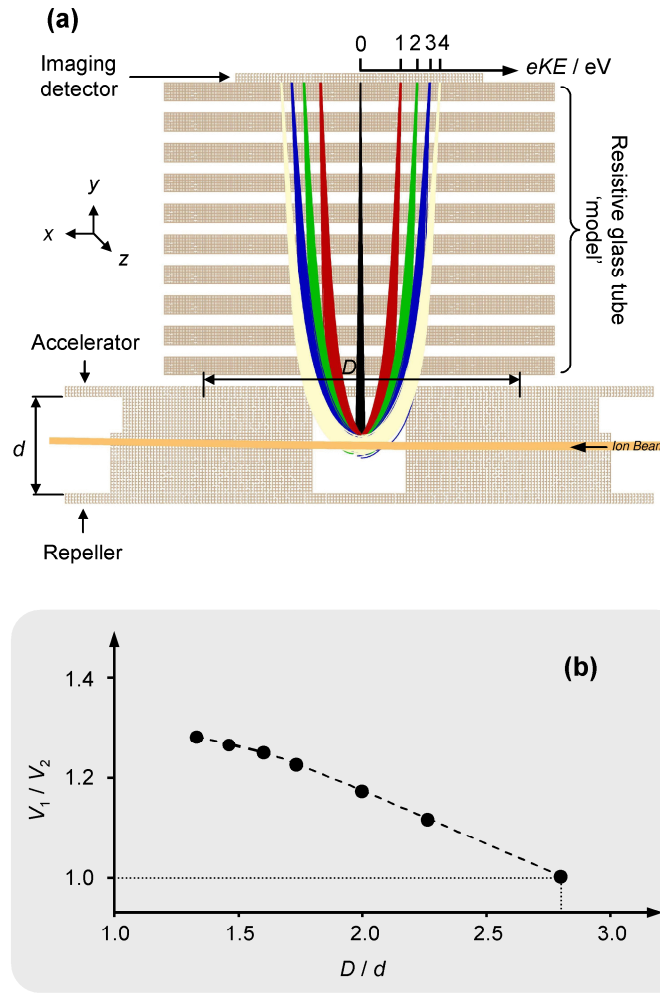 (a)
Imaging
detector
0 1 2 3 4
eKE / eV
Resistive glass tube
'model'
y
x
z
Accelerator
D
d
Ion Beam
Repeller
(b)
1.4
1.2
1.0
V1 / V2
1.0 1.5 2.0 2.5 3.0
D / d